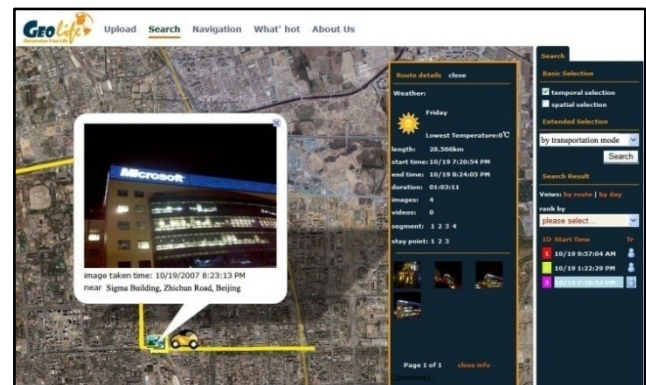 GEOLife
Upload Search Navigation What' hot About Us
Microsoft
image taken time: 10/19/2007 8:23:13 PM
near Sigma Building, Zhichun Road, Beijing
Route details close
Weather:
Friday
Lowest Temperature:0℃
length: 28.566km
start time: 10/19 7:20:54 PM
end time: 10/19 8:24:05 PM
duration: 01:03:11
images: 4
videos: 0
segment: 1 2 3 4
stay point: 1 2 3
Page 1 of 1 close info
Search
Basic Selection
temporal selection
spatial selection
Extended Selection
by transportation mode
Search
Search Result
Veiws: by route | by day
rank by
please select...
ID Start Time Tr
1 10/19 9:57:04 AM
2 10/19 1:22:29 PM
3 10/19 7:20:54 PM